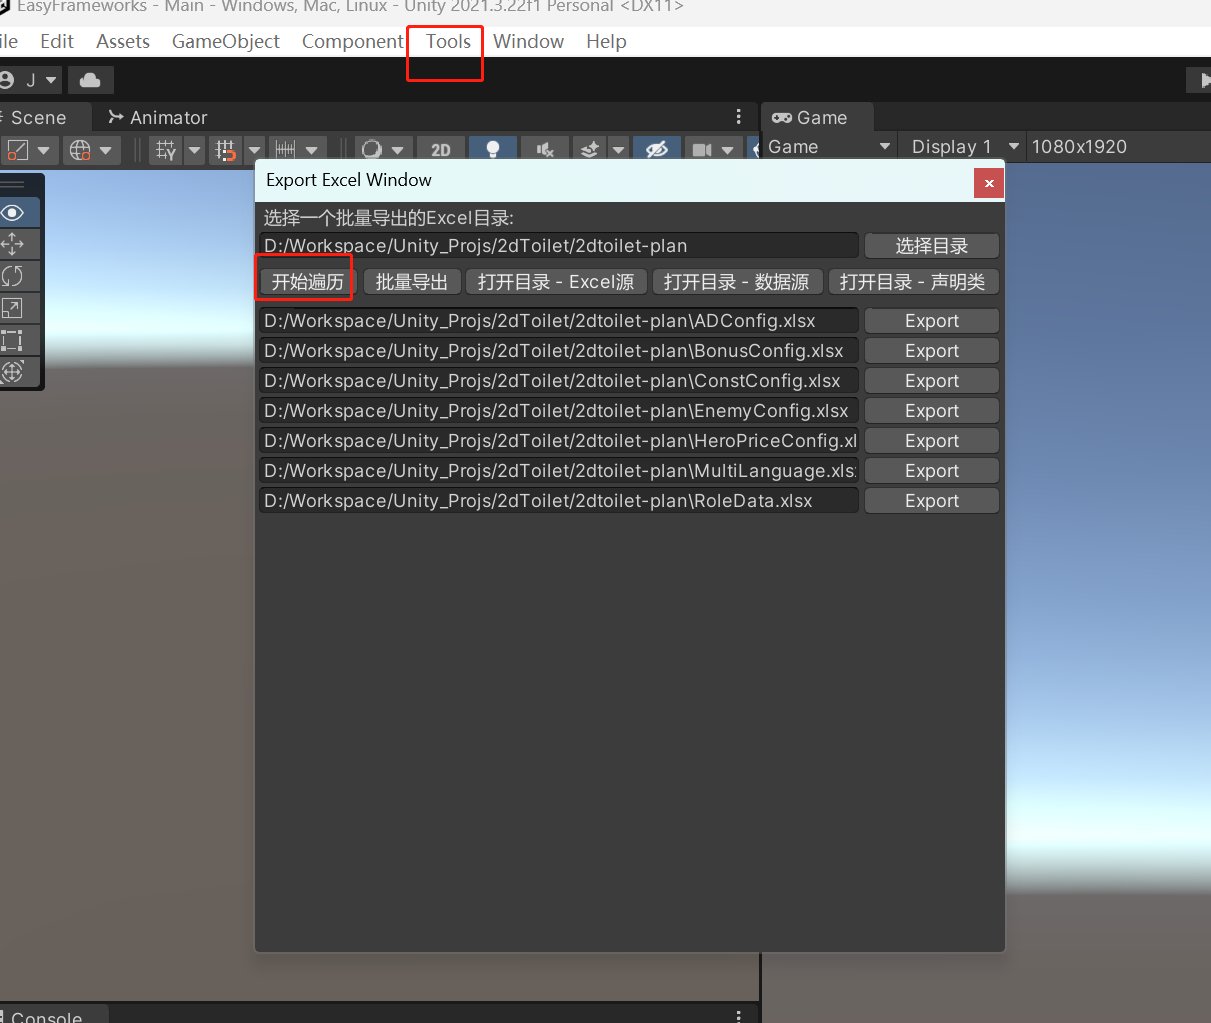 EasyFrameworks - Main - Windows, Mac, Linux - Unity 2021.3.22f1 Personal <DX11>
ile Edit Assets GameObject Component Tools Window Help
J
Scene Animator Game
2D Game Display 1 1080x1920
Export Excel Window
选择一个批量导出的Excel目录:
D:/Workspace/Unity_Projs/2dToilet/2dtoilet-plan 选择目录
开始遍历 批量导出 打开目录 - Excel源 打开目录 - 数据源 打开目录 - 声明类
D:/Workspace/Unity_Projs/2dToilet/2dtoilet-plan\ADConfig.xlsx Export
D:/Workspace/Unity_Projs/2dToilet/2dtoilet-plan\BonusConfig.xlsx Export
D:/Workspace/Unity_Projs/2dToilet/2dtoilet-plan\ConstConfig.xlsx Export
D:/Workspace/Unity_Projs/2dToilet/2dtoilet-plan\EnemyConfig.xlsx Export
D:/Workspace/Unity_Projs/2dToilet/2dtoilet-plan\HeroPriceConfig.xl Export
D:/Workspace/Unity_Projs/2dToilet/2dtoilet-plan\MultiLanguage.xls Export
D:/Workspace/Unity_Projs/2dToilet/2dtoilet-plan\RoleData.xlsx Export
Console